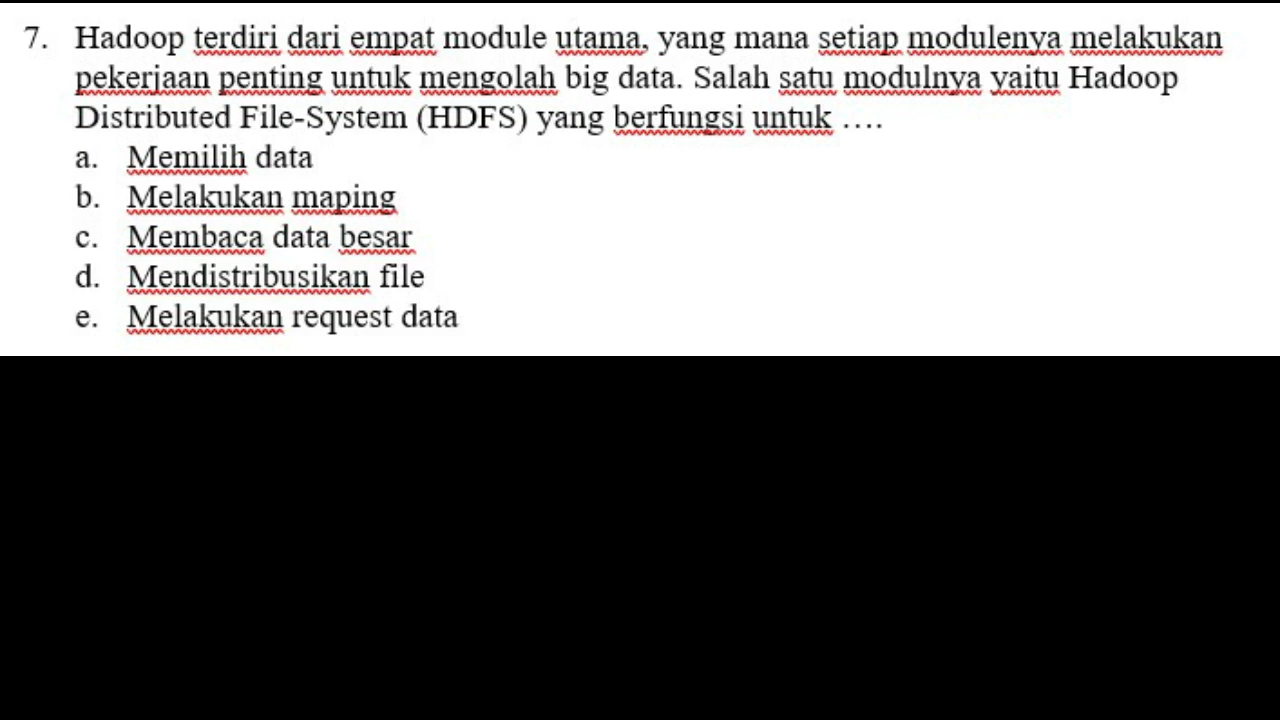 7. Hadoop terdiri dari empat module utama, yang mana setiap modulenya melakukan
pekerjaan penting untuk mengolah big data. Salah satu modulnya yaitu Hadoop
Distributed File-System (HDFS) yang berfungsi untuk ....
a. Memilih data
b. Melakukan maping
c. Membaca data besar
d. Mendistribusikan file
e. Melakukan request data